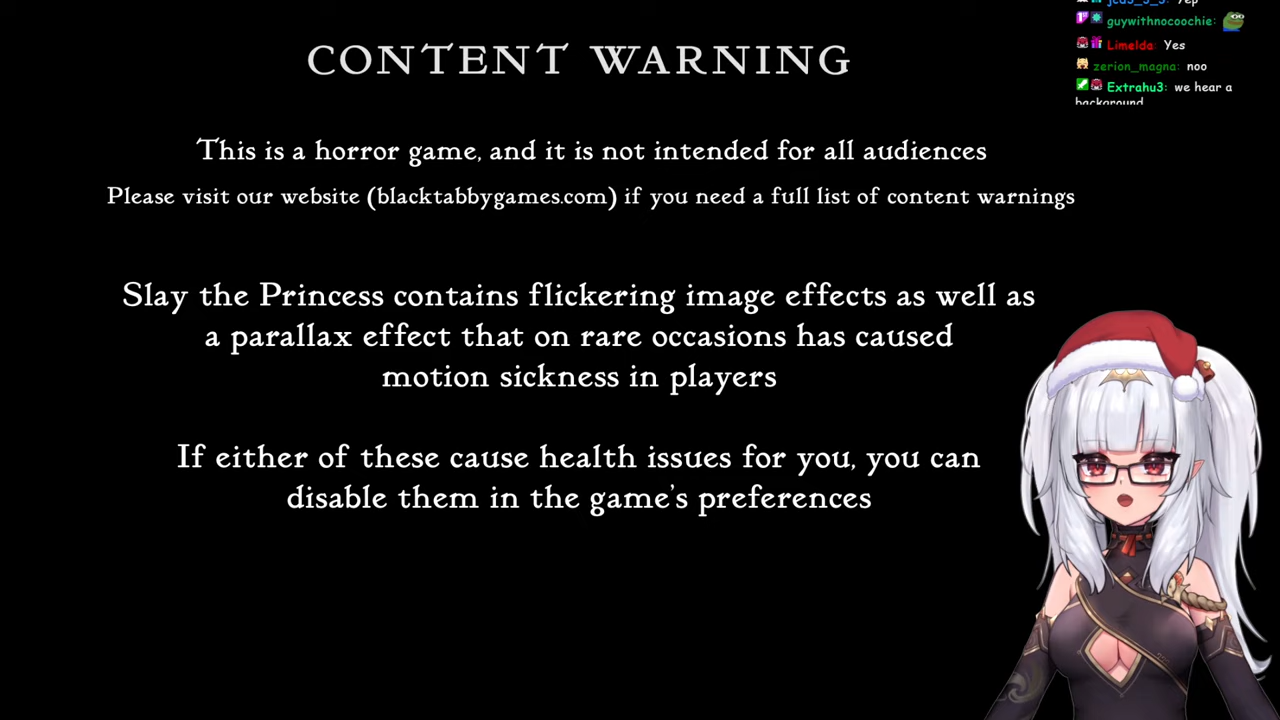 jcd3_3_3: Yep
guywithnocoochie:
Limelda: Yes
zerion_magna: noo
Extrahu3: we hear a
background
CONTENT WARNING
This is a horror game, and it is not intended for all audiences
Please visit our website (blacktabbygames.com) if you need a full list of content warnings
Slay the Princess contains flickering image effects as well as
a parallax effect that on rare occasions has caused
motion sickness in players
If either of these cause health issues for you, you can
disable them in the game's preferences